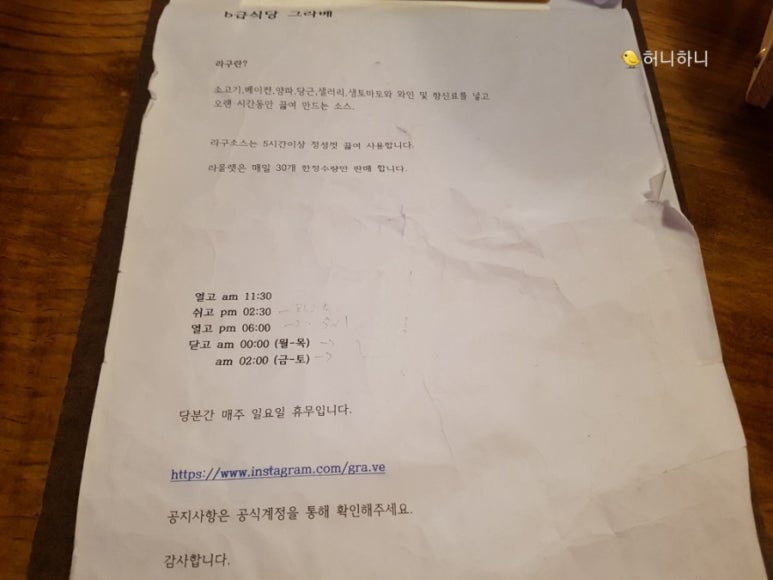 b급식당 그라베
허니하니
라구란?
소고기,베이컨,양파,당근,샐러리,생토마토와 와인 및 향신료를 넣고
오랜 시간동안 끓여 만드는 소스.
라구소스는 5시간이상 정성껏 끓여 사용합니다.
라물렛은 매일 30개 한정수량만 판매 합니다.
열고 am 11:30
쉬고 pm 02:30
열고 pm 06:00
닫고 am 00:00 (월-목)
am 02:00 (금-토)
당분간 매주 일요일 휴무입니다.
https://www.instagram.com/gra.ve
공지사항은 공식계정을 통해 확인해주세요.
감사합니다.